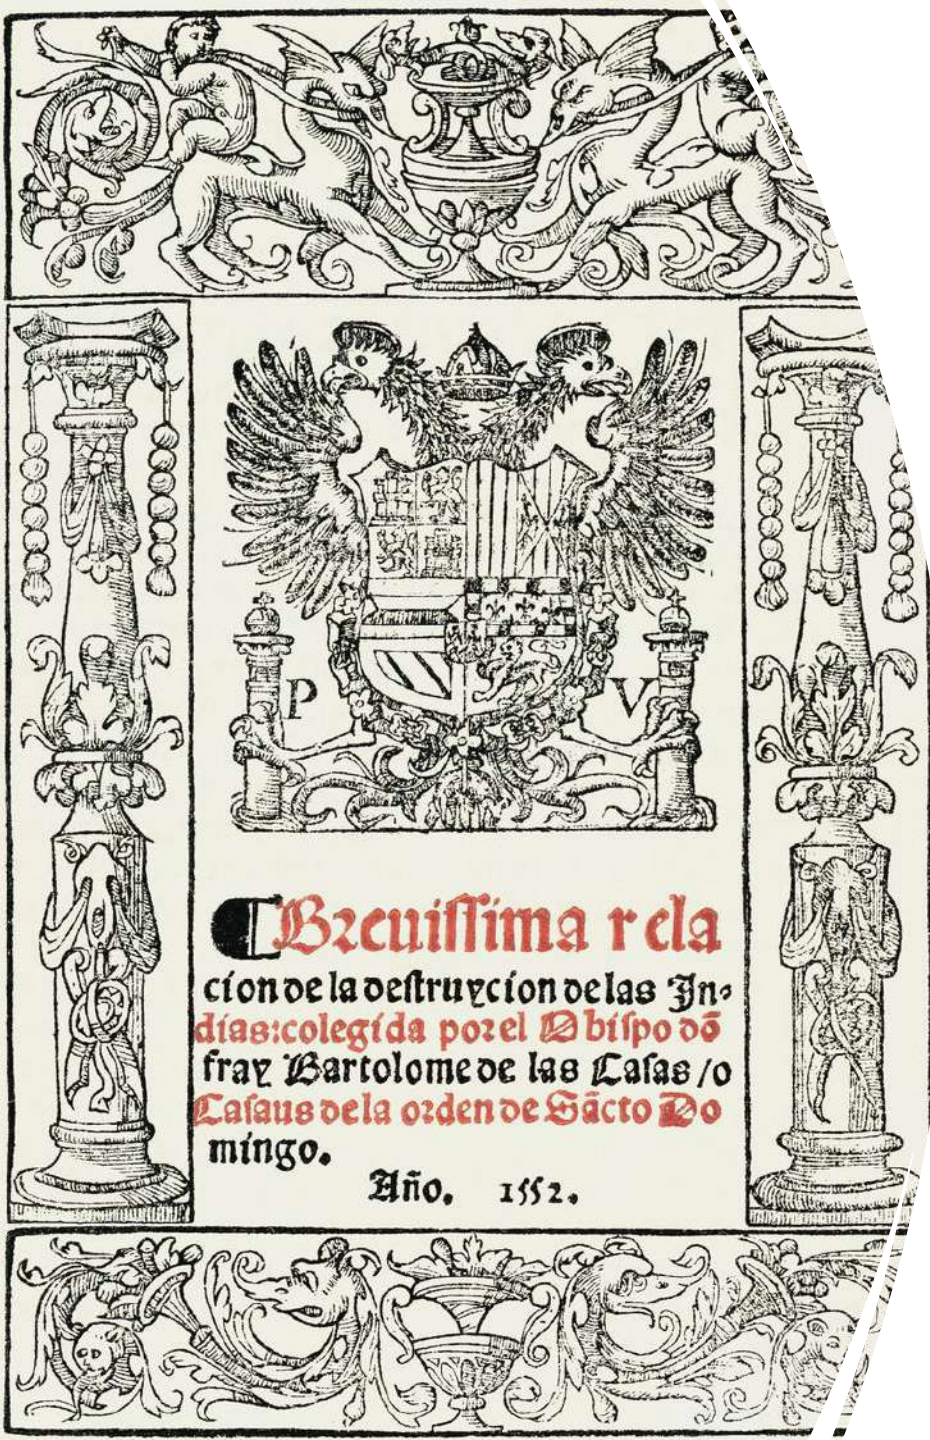 P V
Breuissima rela
cion de la destruycion de las In⸗
dias: colegida por el Obispo dõ
fray Bartolome de las Casas / o
Casaus de la orden de Sãcto Do
mingo.
Año. 1552.